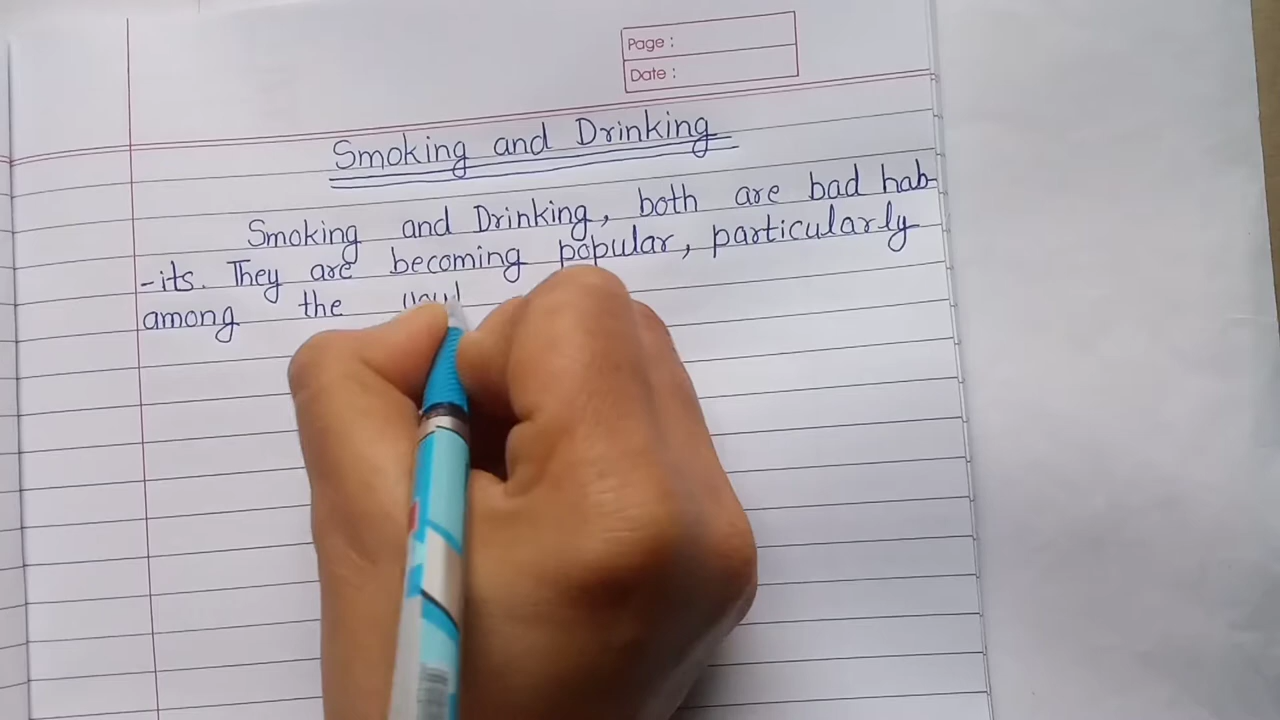 Page :
Date :
Smoking and Drinking
Smoking and Drinking, both are bad hab-
-its. They are becoming popular, particularly
among the